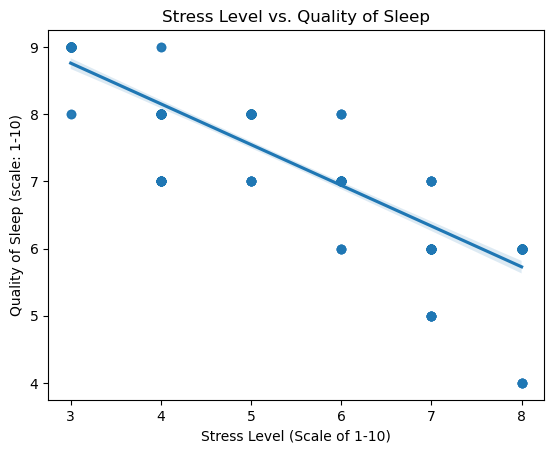 Stress Level vs. Quality of Sleep
Quality of Sleep (scale: 1-10)
9
8
7
6
5
4
3 4 5 6 7 8
Stress Level (Scale of 1-10)